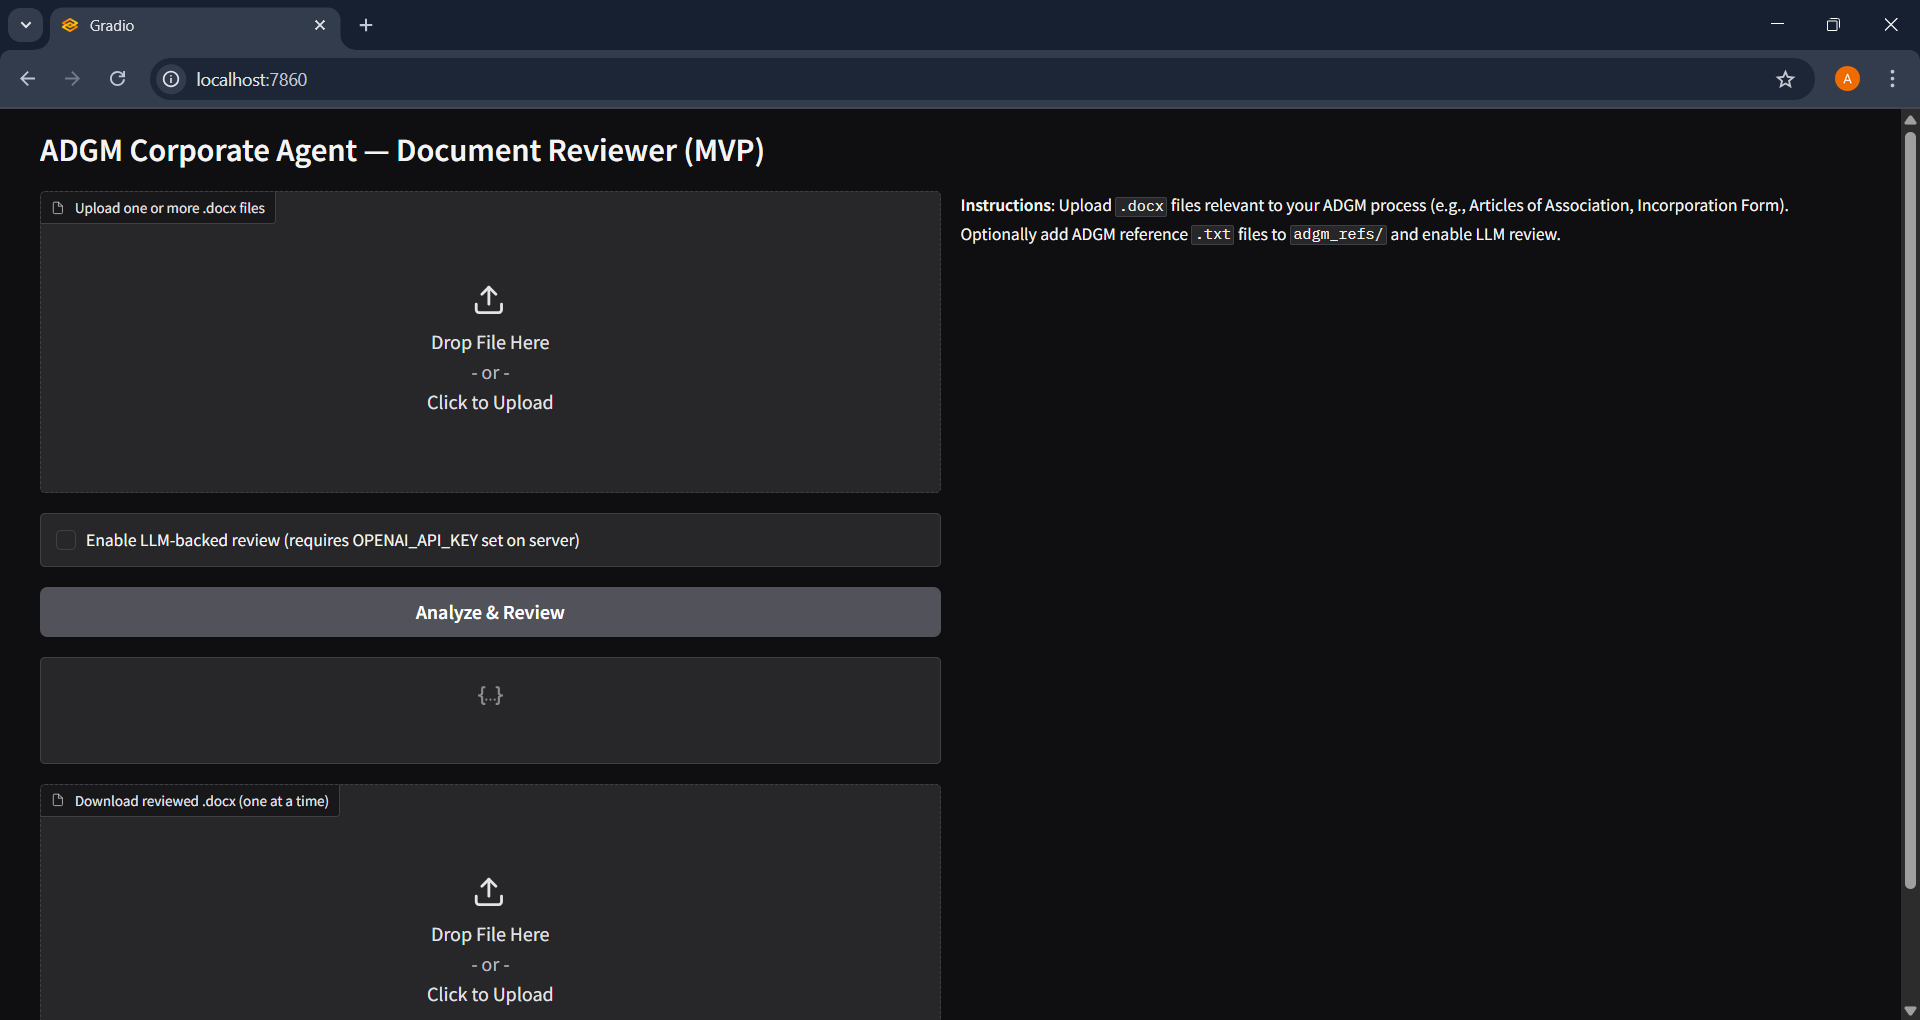 Gradio
localhost:7860
A
ADGM Corporate Agent — Document Reviewer (MVP)
Upload one or more .docx files
Drop File Here
- or -
Click to Upload
Instructions: Upload .docx files relevant to your ADGM process (e.g., Articles of Association, Incorporation Form).
Optionally add ADGM reference .txt files to adgm_refs/ and enable LLM review.
Enable LLM-backed review (requires OPENAI_API_KEY set on server)
Analyze & Review
{...}
Download reviewed .docx (one at a time)
Drop File Here
- or -
Click to Upload